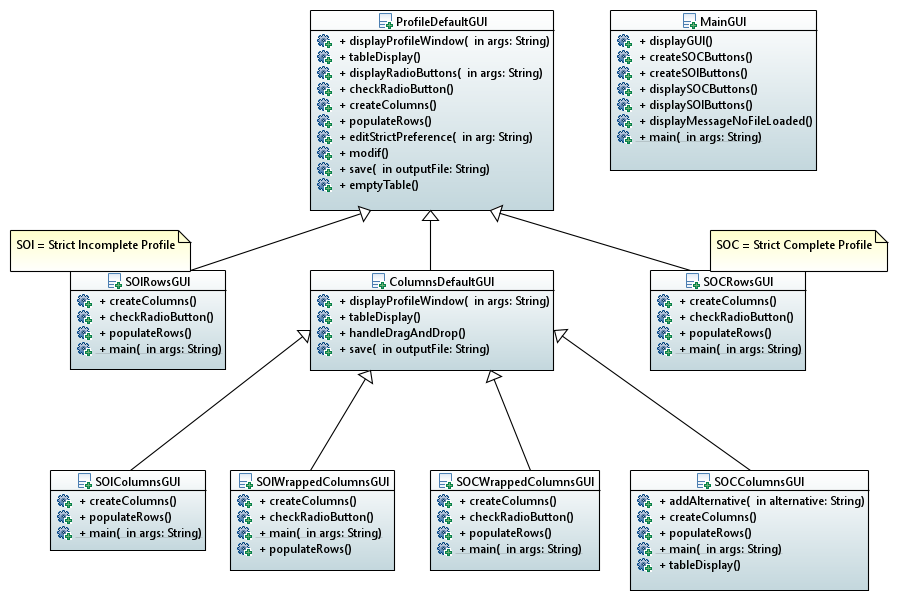 ProfileDefaultGUI
+ displayProfileWindow( in args: String)
+ tableDisplay()
+ displayRadioButtons( in args: String)
+ checkRadioButton()
+ createColumns()
+ populateRows()
+ editStrictPreference( in arg: String)
+ modif()
+ save( in outputFile: String)
+ emptyTable()
MainGUI
+ displayGUI()
+ createSOCButtons()
+ createSOIButtons()
+ displaySOCButtons()
+ displaySOIButtons()
+ displayMessageNoFileLoaded()
+ main( in args: String)
SOI = Strict Incomplete Profile
SOIRowsGUI
+ createColumns()
+ checkRadioButton()
+ populateRows()
+ main( in args: String)
ColumnsDefaultGUI
+ displayProfileWindow( in args: String)
+ tableDisplay()
+ handleDragAndDrop()
+ save( in outputFile: String)
SOC = Strict Complete Profile
SOCRowsGUI
+ createColumns()
+ checkRadioButton()
+ populateRows()
+ main( in args: String)
SOIColumnsGUI
+ createColumns()
+ populateRows()
+ main( in args: String)
SOIWrappedColumnsGUI
+ createColumns()
+ checkRadioButton()
+ main( in args: String)
+ populateRows()
SOCWrappedColumnsGUI
+ createColumns()
+ checkRadioButton()
+ populateRows()
+ main( in args: String)
SOCColumnsGUI
+ addAlternative( in alternative: String)
+ createColumns()
+ populateRows()
+ main( in args: String)
+ tableDisplay()